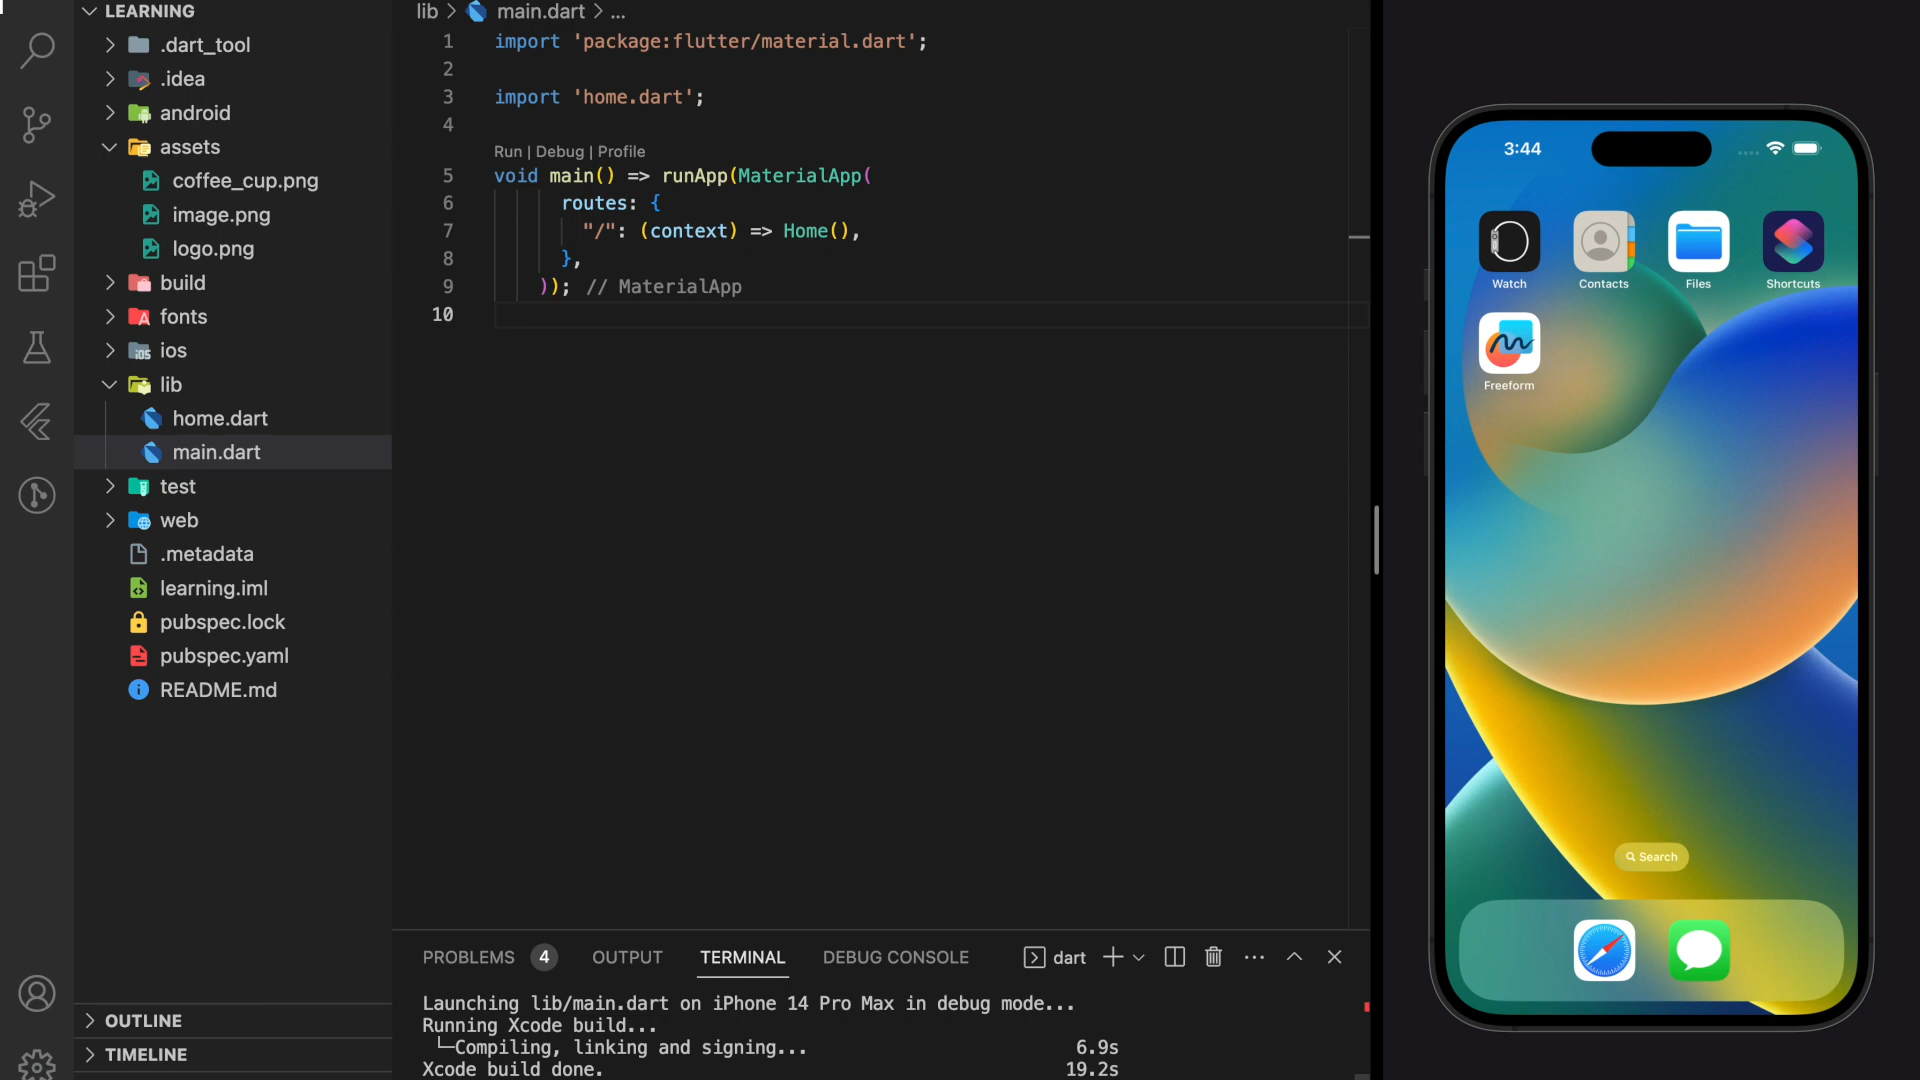 LEARNING
.dart_tool
.idea
android
assets
coffee_cup.png
image.png
logo.png
build
fonts
ios
lib
home.dart
main.dart
test
web
.metadata
learning.iml
pubspec.lock
pubspec.yaml
README.md
OUTLINE
TIMELINE
lib > main.dart > ...
1 import 'package:flutter/material.dart';
2
3 import 'home.dart';
4
Run | Debug | Profile
5 void main() => runApp(MaterialApp(
6 routes: {
7 "/": (context) => Home(),
8 },
9 )); // MaterialApp
10
PROBLEMS 4 OUTPUT TERMINAL DEBUG CONSOLE dart
Launching lib/main.dart on iPhone 14 Pro Max in debug mode...
Running Xcode build...
└─Compiling, linking and signing... 6.9s
Xcode build done. 19.2s
3:44
Watch Contacts Files Shortcuts
Freeform
Search